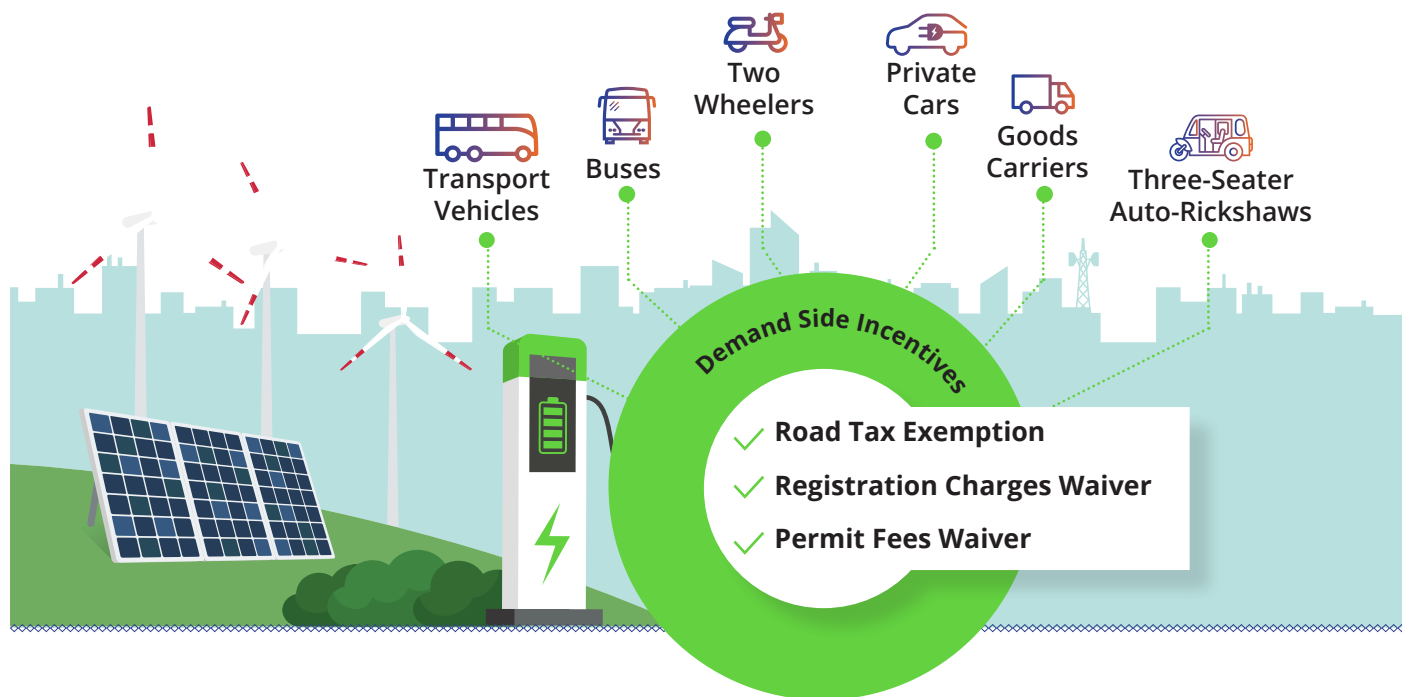 Transport
Vehicles
Buses
Two
Wheelers
Private
Cars
Goods
Carriers
Three-Seater
Auto-Rickshaws
Demand Side Incentives
Road Tax Exemption
Registration Charges Waiver
Permit Fees Waiver